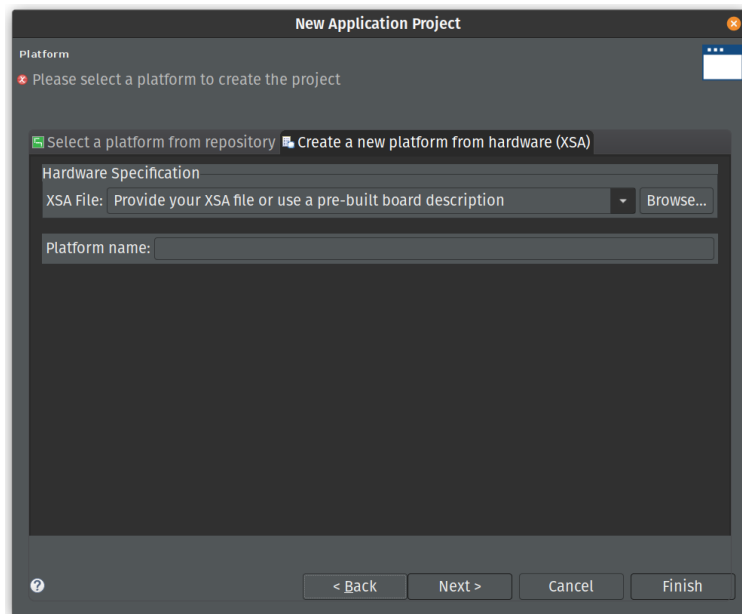 New Application Project
Platform
Please select a platform to create the project
Select a platform from repository Create a new platform from hardware (XSA)
Hardware Specification
XSA File: Provide your XSA file or use a pre-built board description Browse...
Platform name:
< Back Next > Cancel Finish